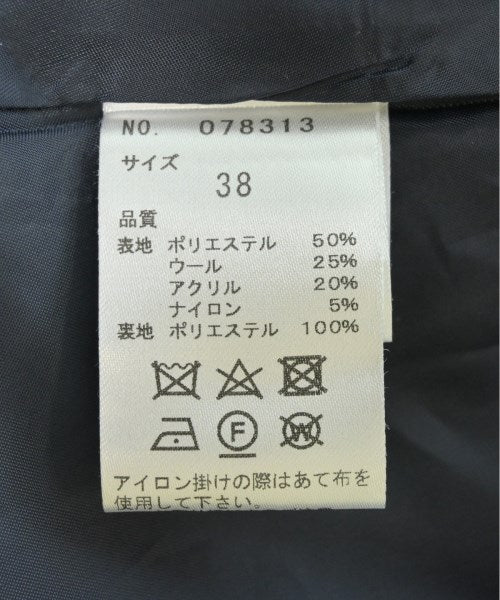 NO. 078313
サイズ
38
品質
表地 ポリエステル 50%
ウール 25%
アクリル 20%
ナイロン 5%
裏地 ポリエステル 100%
F W
アイロン掛けの際はあて布を
使用して下さい。